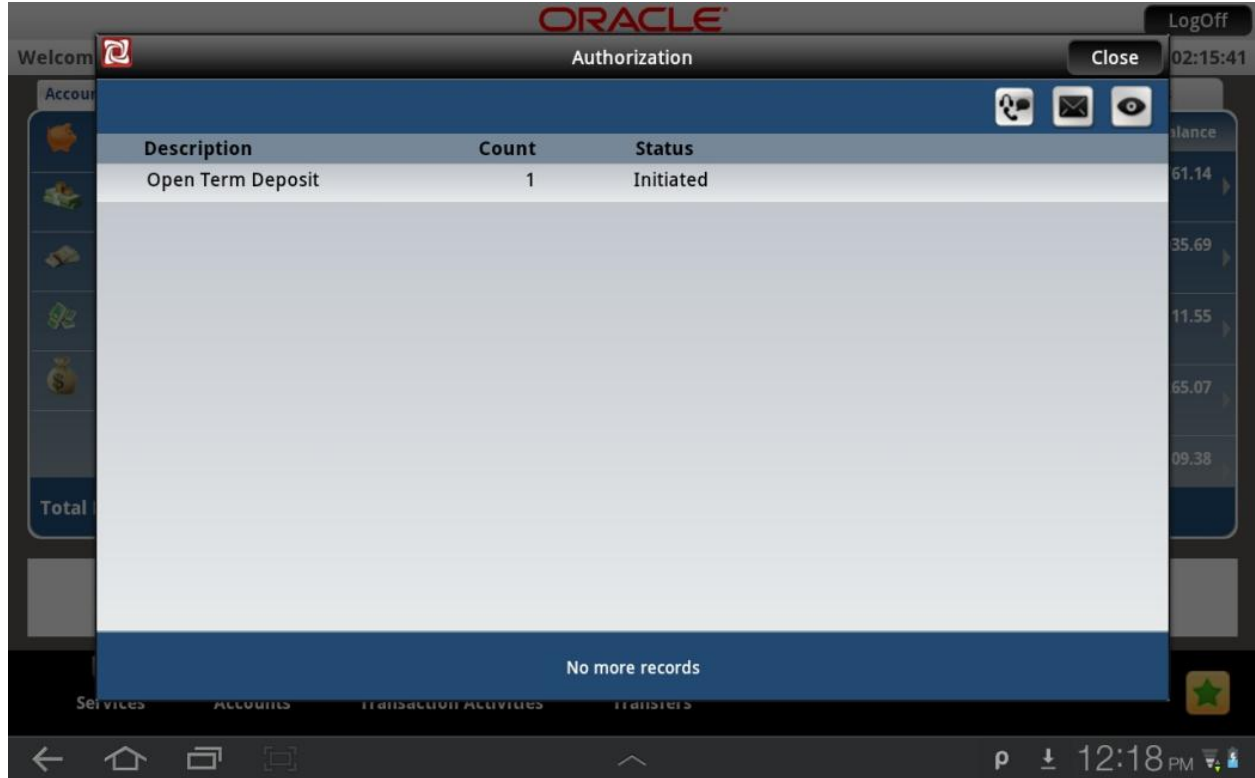 ORACLE
LogOff
Welcom
Authorization
Close
02:15:41
Accou
alance
Description Count Status
Open Term Deposit 1 Initiated
61.14
35.69
11.55
65.07
09.38
Total
No more records
Services Accounts Transaction Activities Transfers
12:18 PM